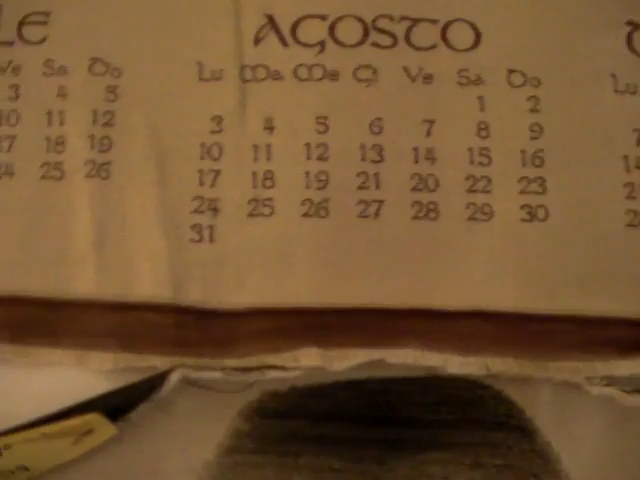 LE
Ve Sa Do
3 4 5
10 11 12
17 18 19
24 25 26
AGOSTO
Lu Ma Me Gi Ve Sa Do
1 2
3 4 5 6 7 8 9
10 11 12 13 14 15 16
17 18 19 21 20 22 23
24 25 26 27 28 29 30
31
Lu